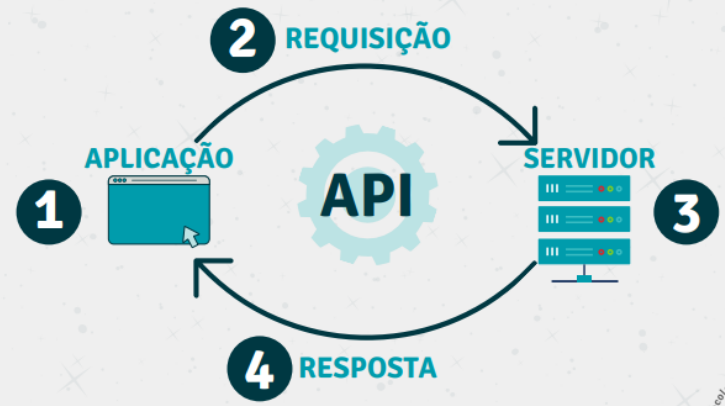 2 REQUISIÇÃO
APLICAÇÃO
SERVIDOR
1
API
3
4 RESPOSTA